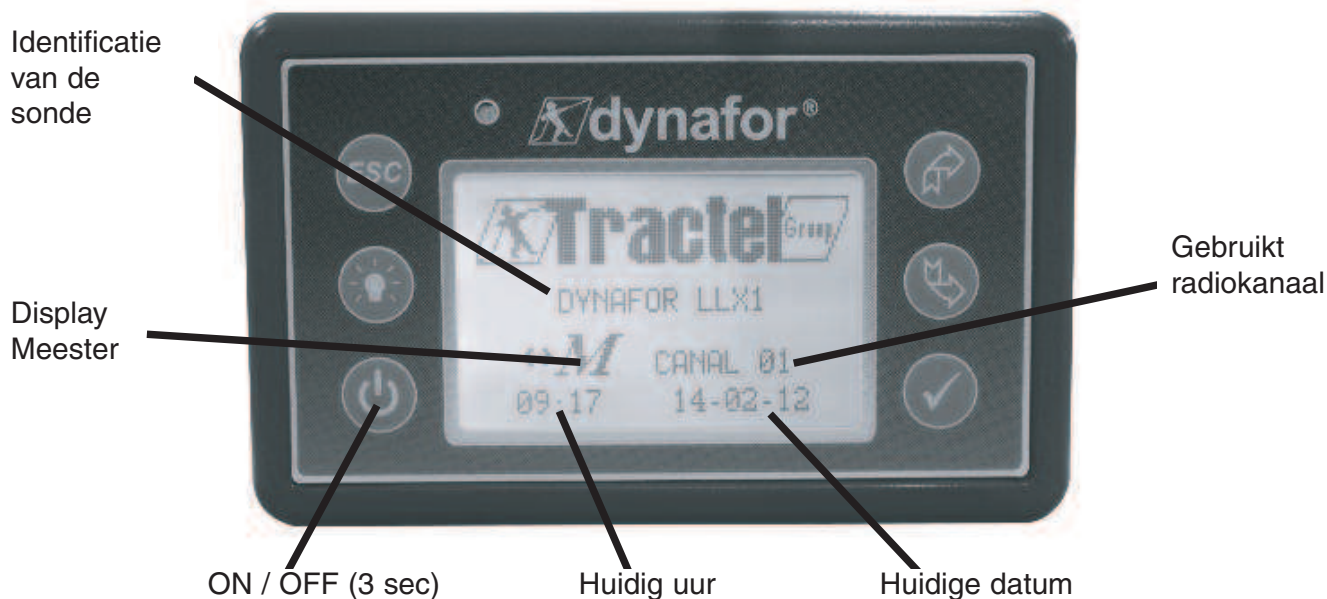 Identificatie
van de
sonde
dynafor®
ESC
Tractel
Group
DYNAFOR LLX1
Gebruikt
radiokanaal
Display
Meester
M CANAL 01
09:17 14-02-12
ON / OFF (3 sec) Huidig uur Huidige datum